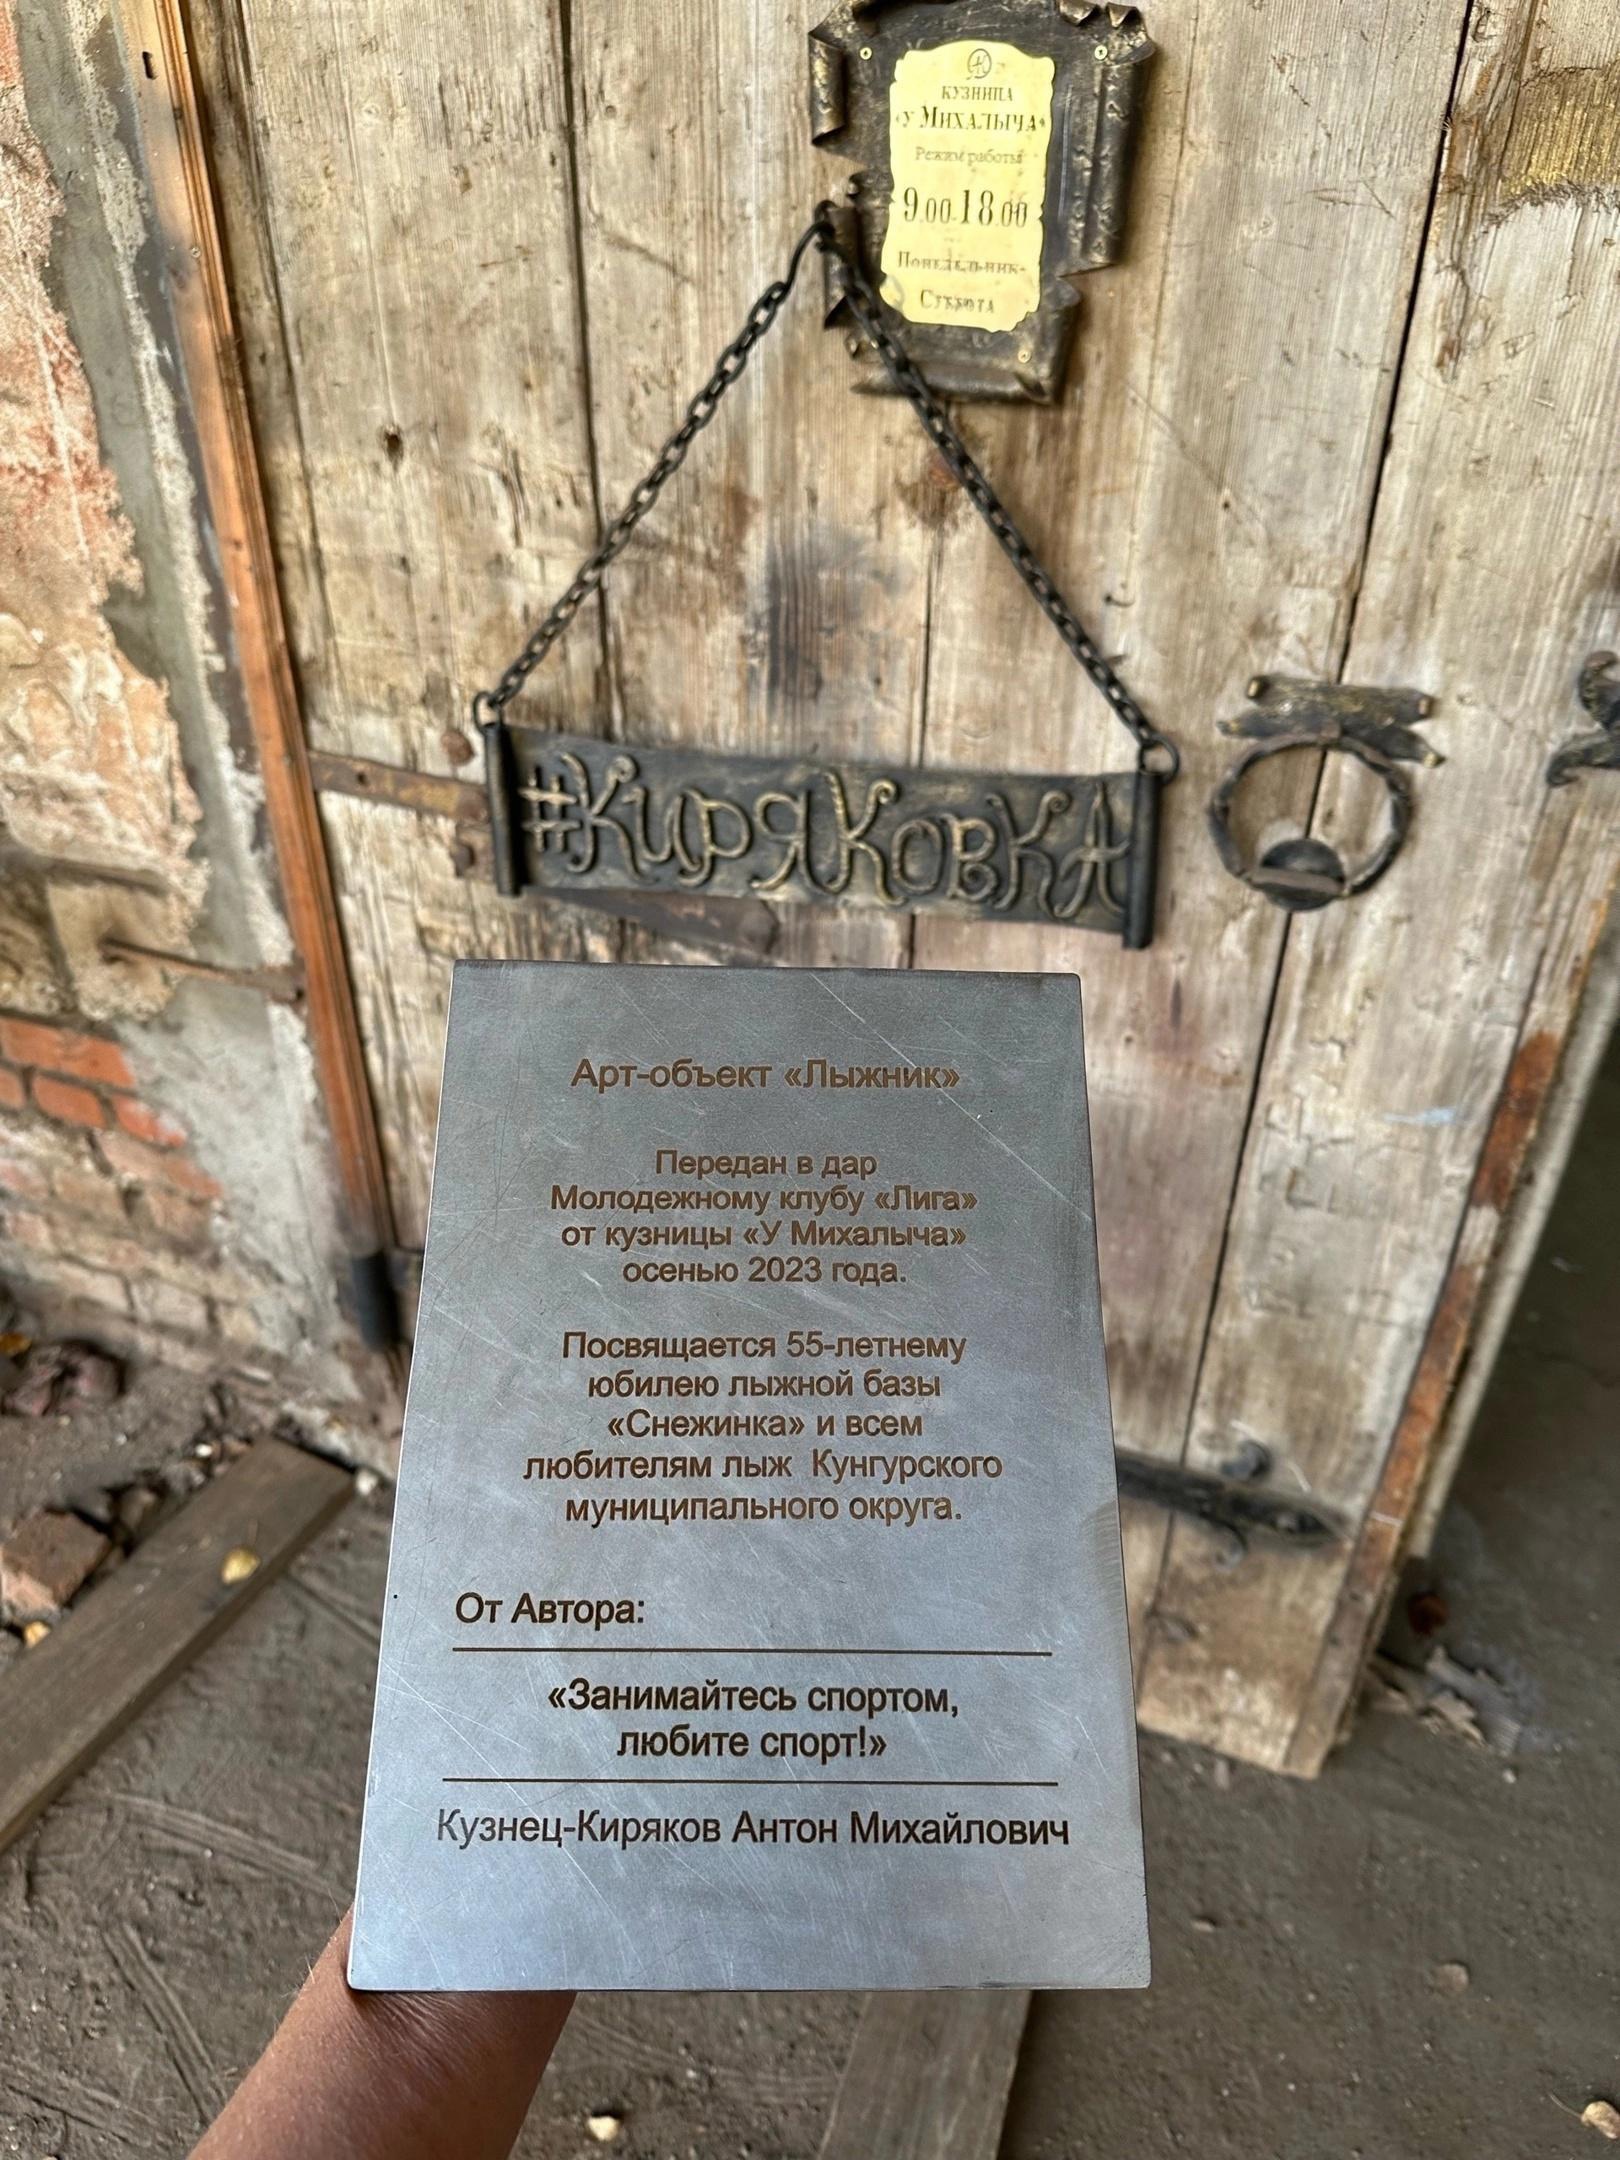 КУЗНИЦА
«У МИХАЛЫЧА»
Режим работы
9.00-18.00
Понедельник-
Суббота
#КиРЯКовКА
Арт-объект «Лыжник»
Передан в дар
Молодежному клубу «Лига»
от кузницы «У Михалыча»
осенью 2023 года.
Посвящается 55-летнему
юбилею лыжной базы
«Снежинка» и всем
любителям лыж Кунгурского
муниципального округа.
От Автора:
«Занимайтесь спортом,
любите спорт!»
Кузнец-Киряков Антон Михайлович